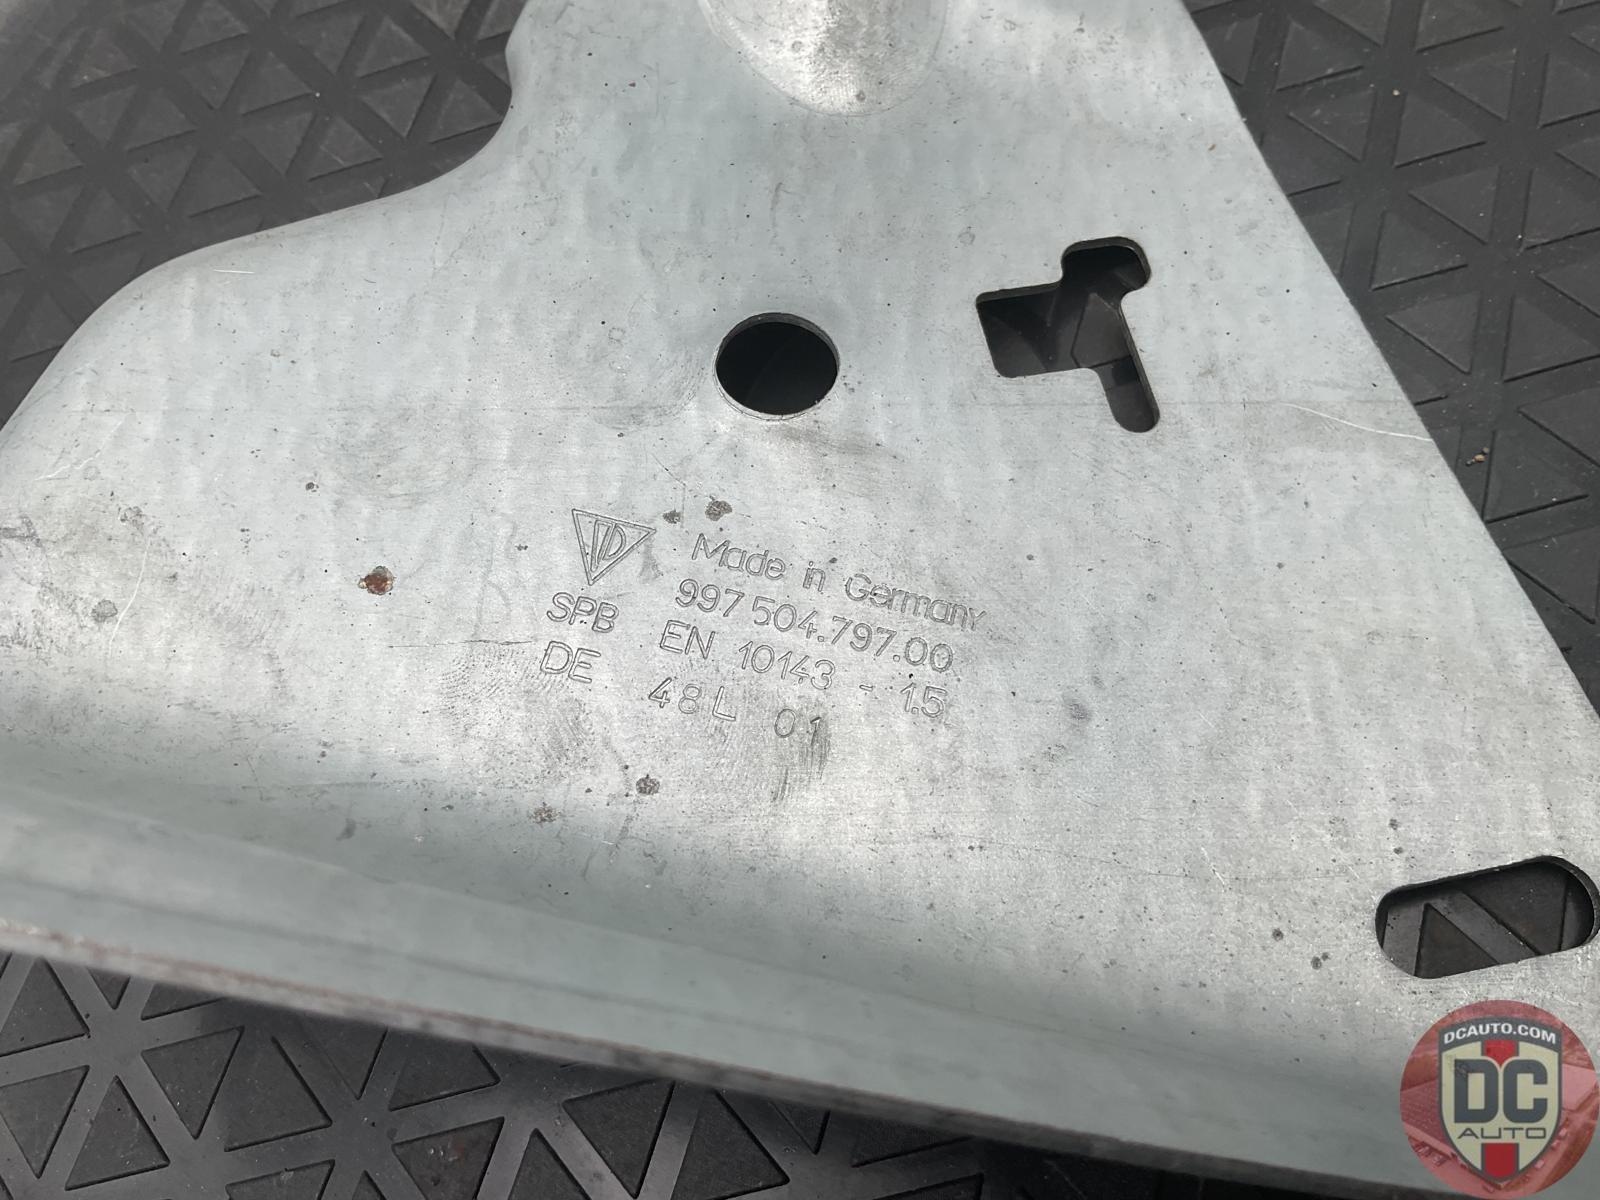 Made in Germany
997 504.797.00
SPB EN 10143 - 1.5
DE 48L 01
DCAUTO.COM
DC
AUTO